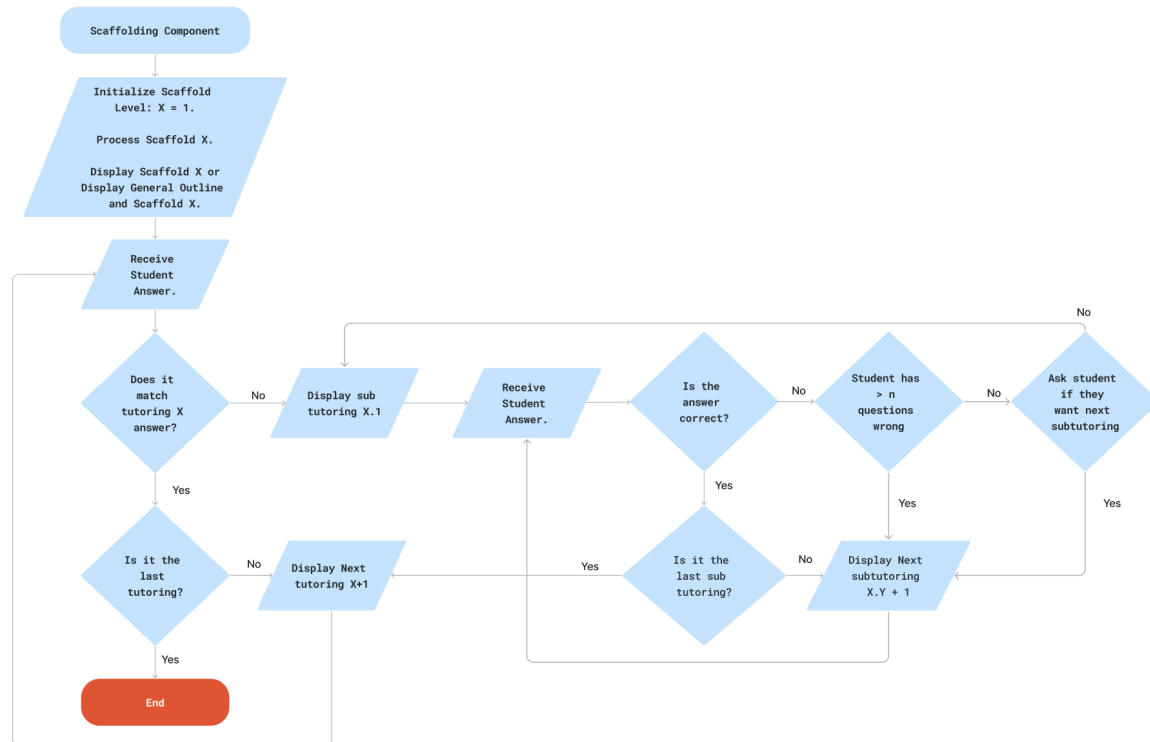 Scaffolding Component
Initialize Scaffold
Level: X = 1.
Process Scaffold X.
Display Scaffold X or
Display General Outline
and Scaffold X.
Receive
Student
Answer.
Does it
match
tutoring X
answer?
No
Display sub
tutoring X.1
Receive
Student
Answer.
Is the
answer
correct?
No
Student has
> n
questions
wrong
No
Ask student
if they
want next
subtutoring
No
Yes
Yes
Yes
Yes
Is it the
last
tutoring?
No
Display Next
tutoring X+1
Yes
Is it the
last sub
tutoring?
No
Display Next
subtutoring
X.Y + 1
Yes
End